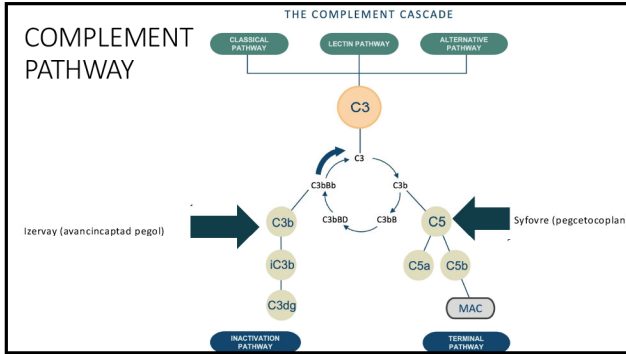 THE COMPLEMENT CASCADE
COMPLEMENT
PATHWAY
CLASSICAL
PATHWAY
LECTIN PATHWAY
ALTERNATIVE
PATHWAY
C3
C3
C3bBb
C3b
C3bBD
C3bB
Izervay (avancincaptad pegol)
C3b
C5
Syfovre (pegcetocoplan
iC3b
C5a
C5b
C3dg
MAC
INACTIVATION
PATHWAY
TERMINAL
PATHWAY